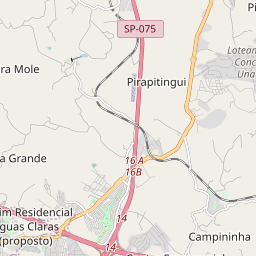 SP-075
Pi
Lotean
Conc
Una
ra Mole
Pirapitingui
a Grande
16 A
16B
im Residencial
guas Claras
(proposto)
14
14
Campininha